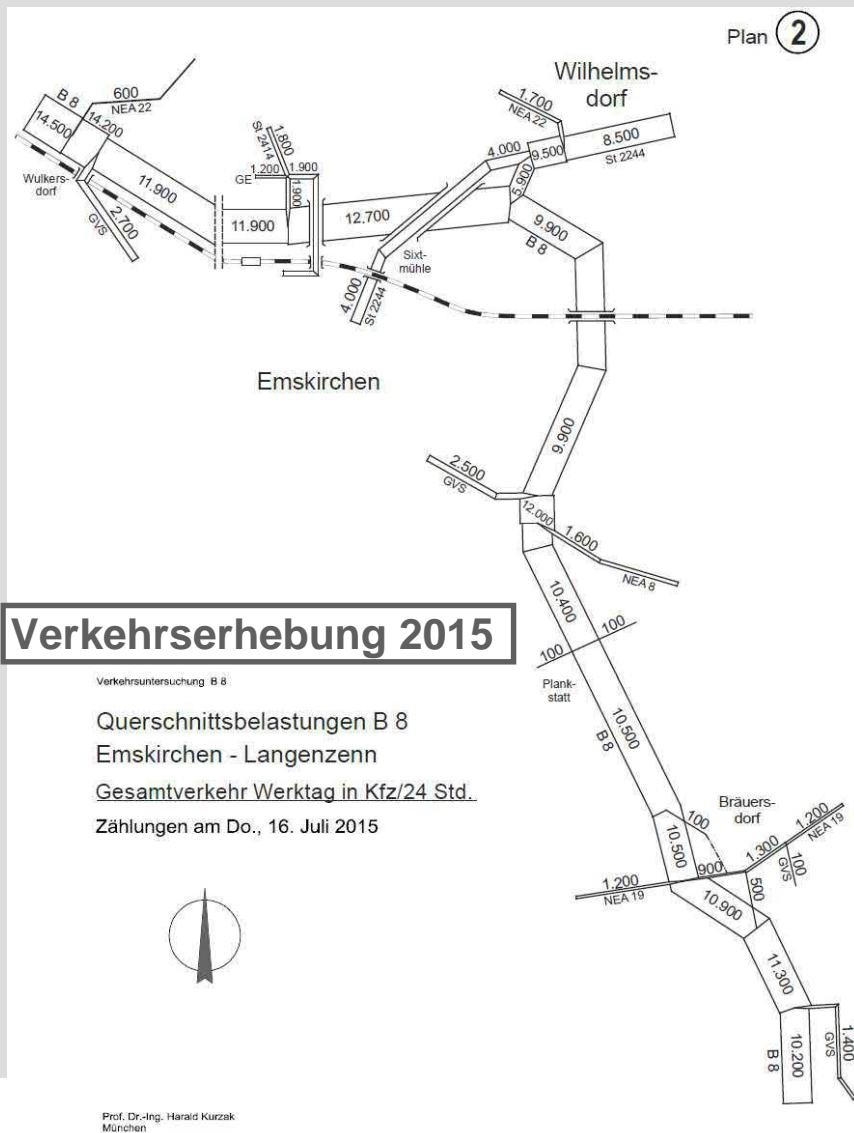 Plan 2
Wilhelms-
dorf
B 8
600
NEA 22
14.500
14.200
Wulkers-
dorf
11.900
2.700
GVS
1.800
St 2414
1.200
1.900
GE
1.900
11.900
12.700
1.700
NEA 22
4.000
9.500
8.500
St 2244
5.900
9.900
B 8
Sixt-
mühle
4.000
St 2244
Emskirchen
9.900
2.500
GVS
12.000
1.600
NEA 8
10.400
100
100
Plank-
statt
10.500
B 8
Verkehrserhebung 2015
Verkehrsuntersuchung B 8
Querschnittsbelastungen B 8
Emskirchen - Langenzenn
Gesamtverkehr Werktag in Kfz/24 Std.
Zählungen am Do., 16. Juli 2015
Bräuers-
dorf
100
10.500
900
1.300
1.200
NEA 19
100
GVS
500
1.200
NEA 19
10.900
11.300
10.200
B 8
GVS
1.400
Prof. Dr.-Ing. Harald Kurzak
München